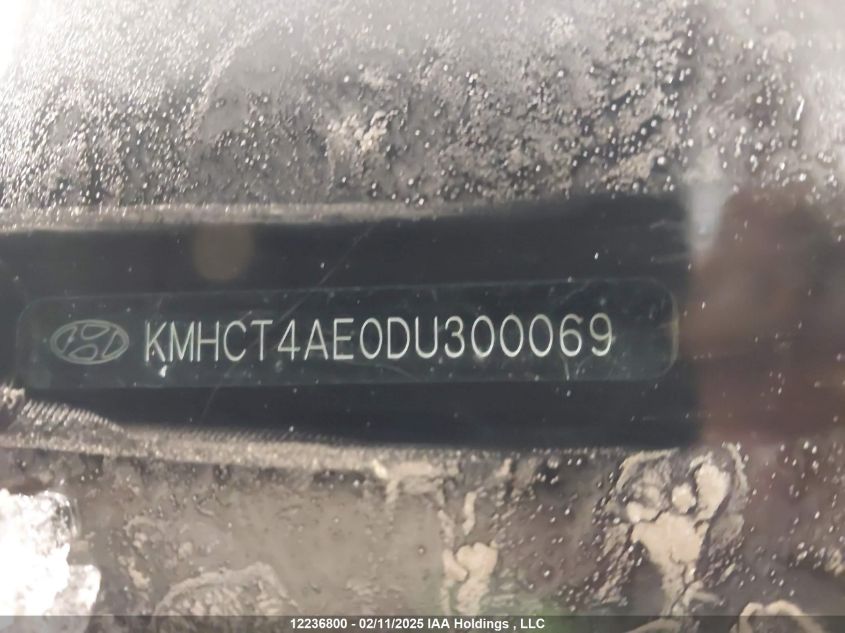 KMHCT4AE0DU300069
12236800 - 02/11/2025 IAA Holdings , LLC